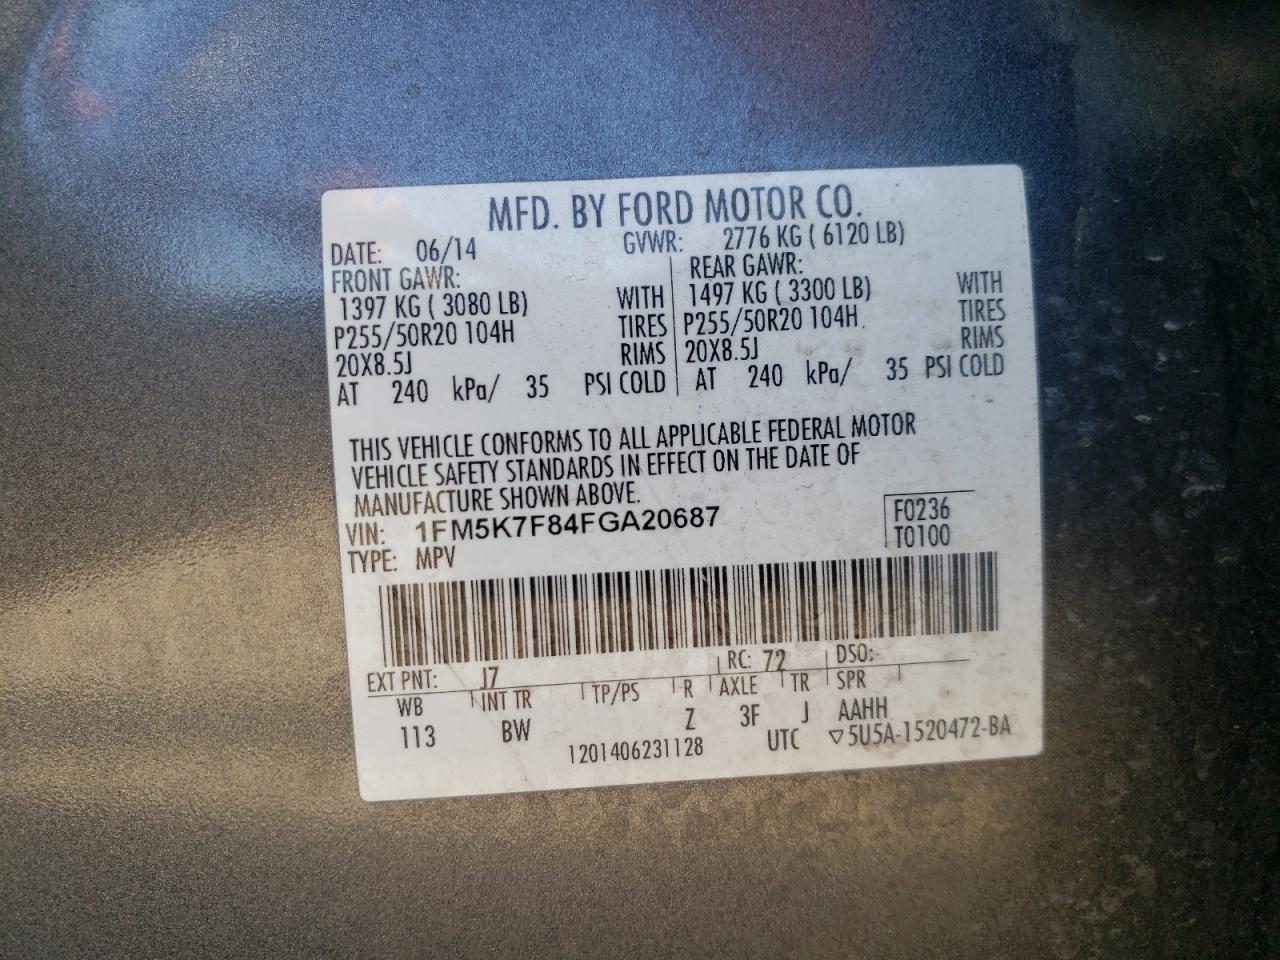 MFD. BY FORD MOTOR CO.
DATE: 06/14 GVWR: 2776 KG ( 6120 LB)
FRONT GAWR: REAR GAWR:
1397 KG ( 3080 LB) WITH 1497 KG ( 3300 LB) WITH
P255/50R20 104H TIRES P255/50R20 104H TIRES
20X8.5J RIMS 20X8.5J RIMS
AT 240 kPa/ 35 PSI COLD AT 240 kPa/ 35 PSI COLD
THIS VEHICLE CONFORMS TO ALL APPLICABLE FEDERAL MOTOR
VEHICLE SAFETY STANDARDS IN EFFECT ON THE DATE OF
MANUFACTURE SHOWN ABOVE.
VIN: 1FM5K7F84FGA20687 F0236
TYPE: MPV T0100
EXT PNT: J7 RC: 72 DSO:
WB INT TR TP/PS R AXLE TR SPR
113 BW Z 3F J AAHH
1201406231128 UTC ▽5U5A-1520472-BA